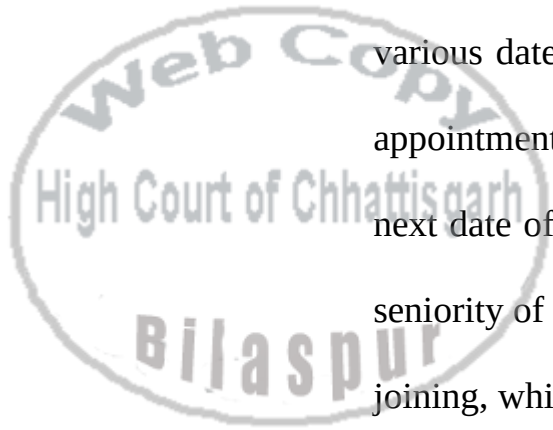 Web Copy
High Court of Chhattisgarh
Bilaspur
various date
appointment
next date of
seniority of
joining, whi